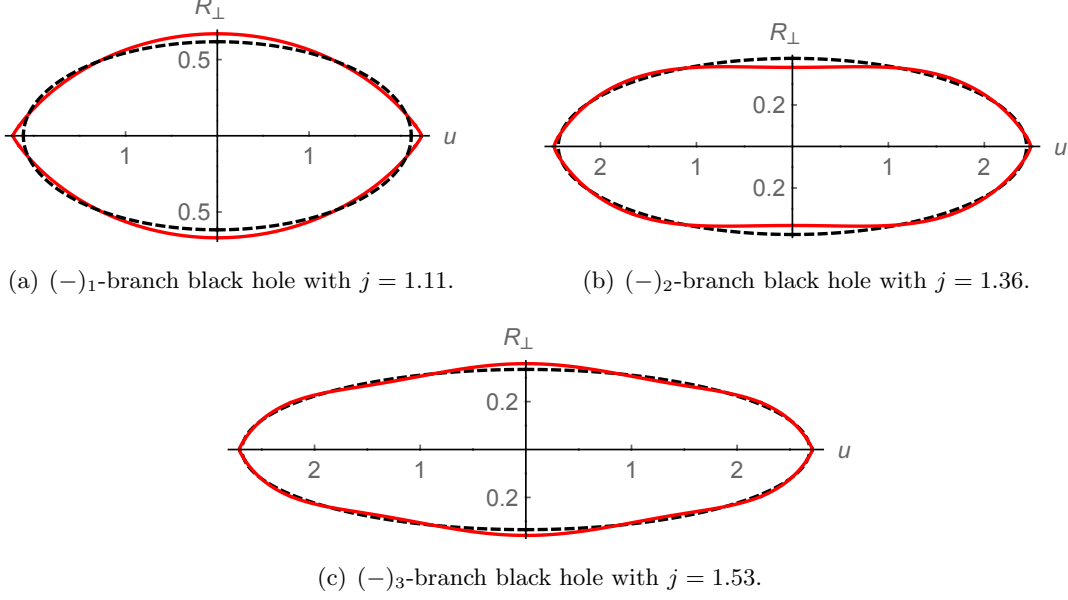 R⊥
0.5
1 1 u
0.5
(a) (−)₁-branch black hole with j = 1.11.
R⊥
0.2
2 1 1 2 u
0.2
(b) (−)₂-branch black hole with j = 1.36.
R⊥
0.2
2 1 1 2 u
0.2
(c) (−)₃-branch black hole with j = 1.53.